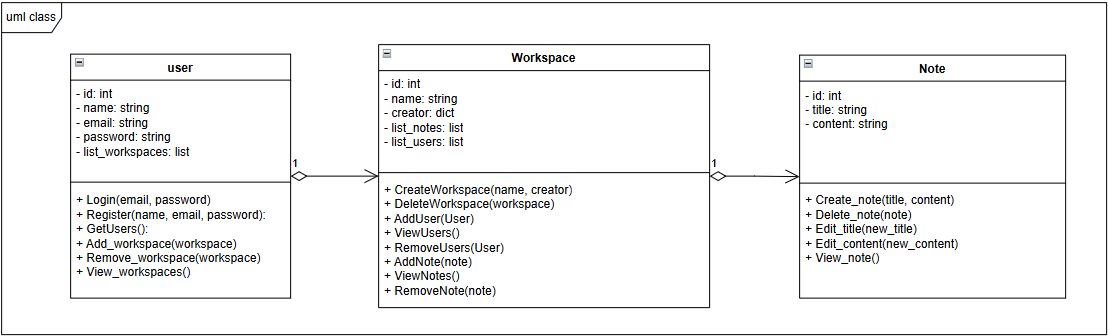 uml class
user
- id: int
- name: string
- email: string
- password: string
- list_workspaces: list
+ Login(email, password)
+ Register(name, email, password):
+ GetUsers():
+ Add_workspace(workspace)
+ Remove_workspace(workspace)
+ View_workspaces()
1
Workspace
- id: int
- name: string
- creator: dict
- list_notes: list
- list_users: list
+ CreateWorkspace(name, creator)
+ DeleteWorkspace(workspace)
+ AddUser(User)
+ ViewUsers()
+ RemoveUsers(User)
+ AddNote(note)
+ ViewNotes()
+ RemoveNote(note)
1
Note
- id: int
- title: string
- content: string
+ Create_note(title, content)
+ Delete_note(note)
+ Edit_title(new_title)
+ Edit_content(new_content)
+ View_note()